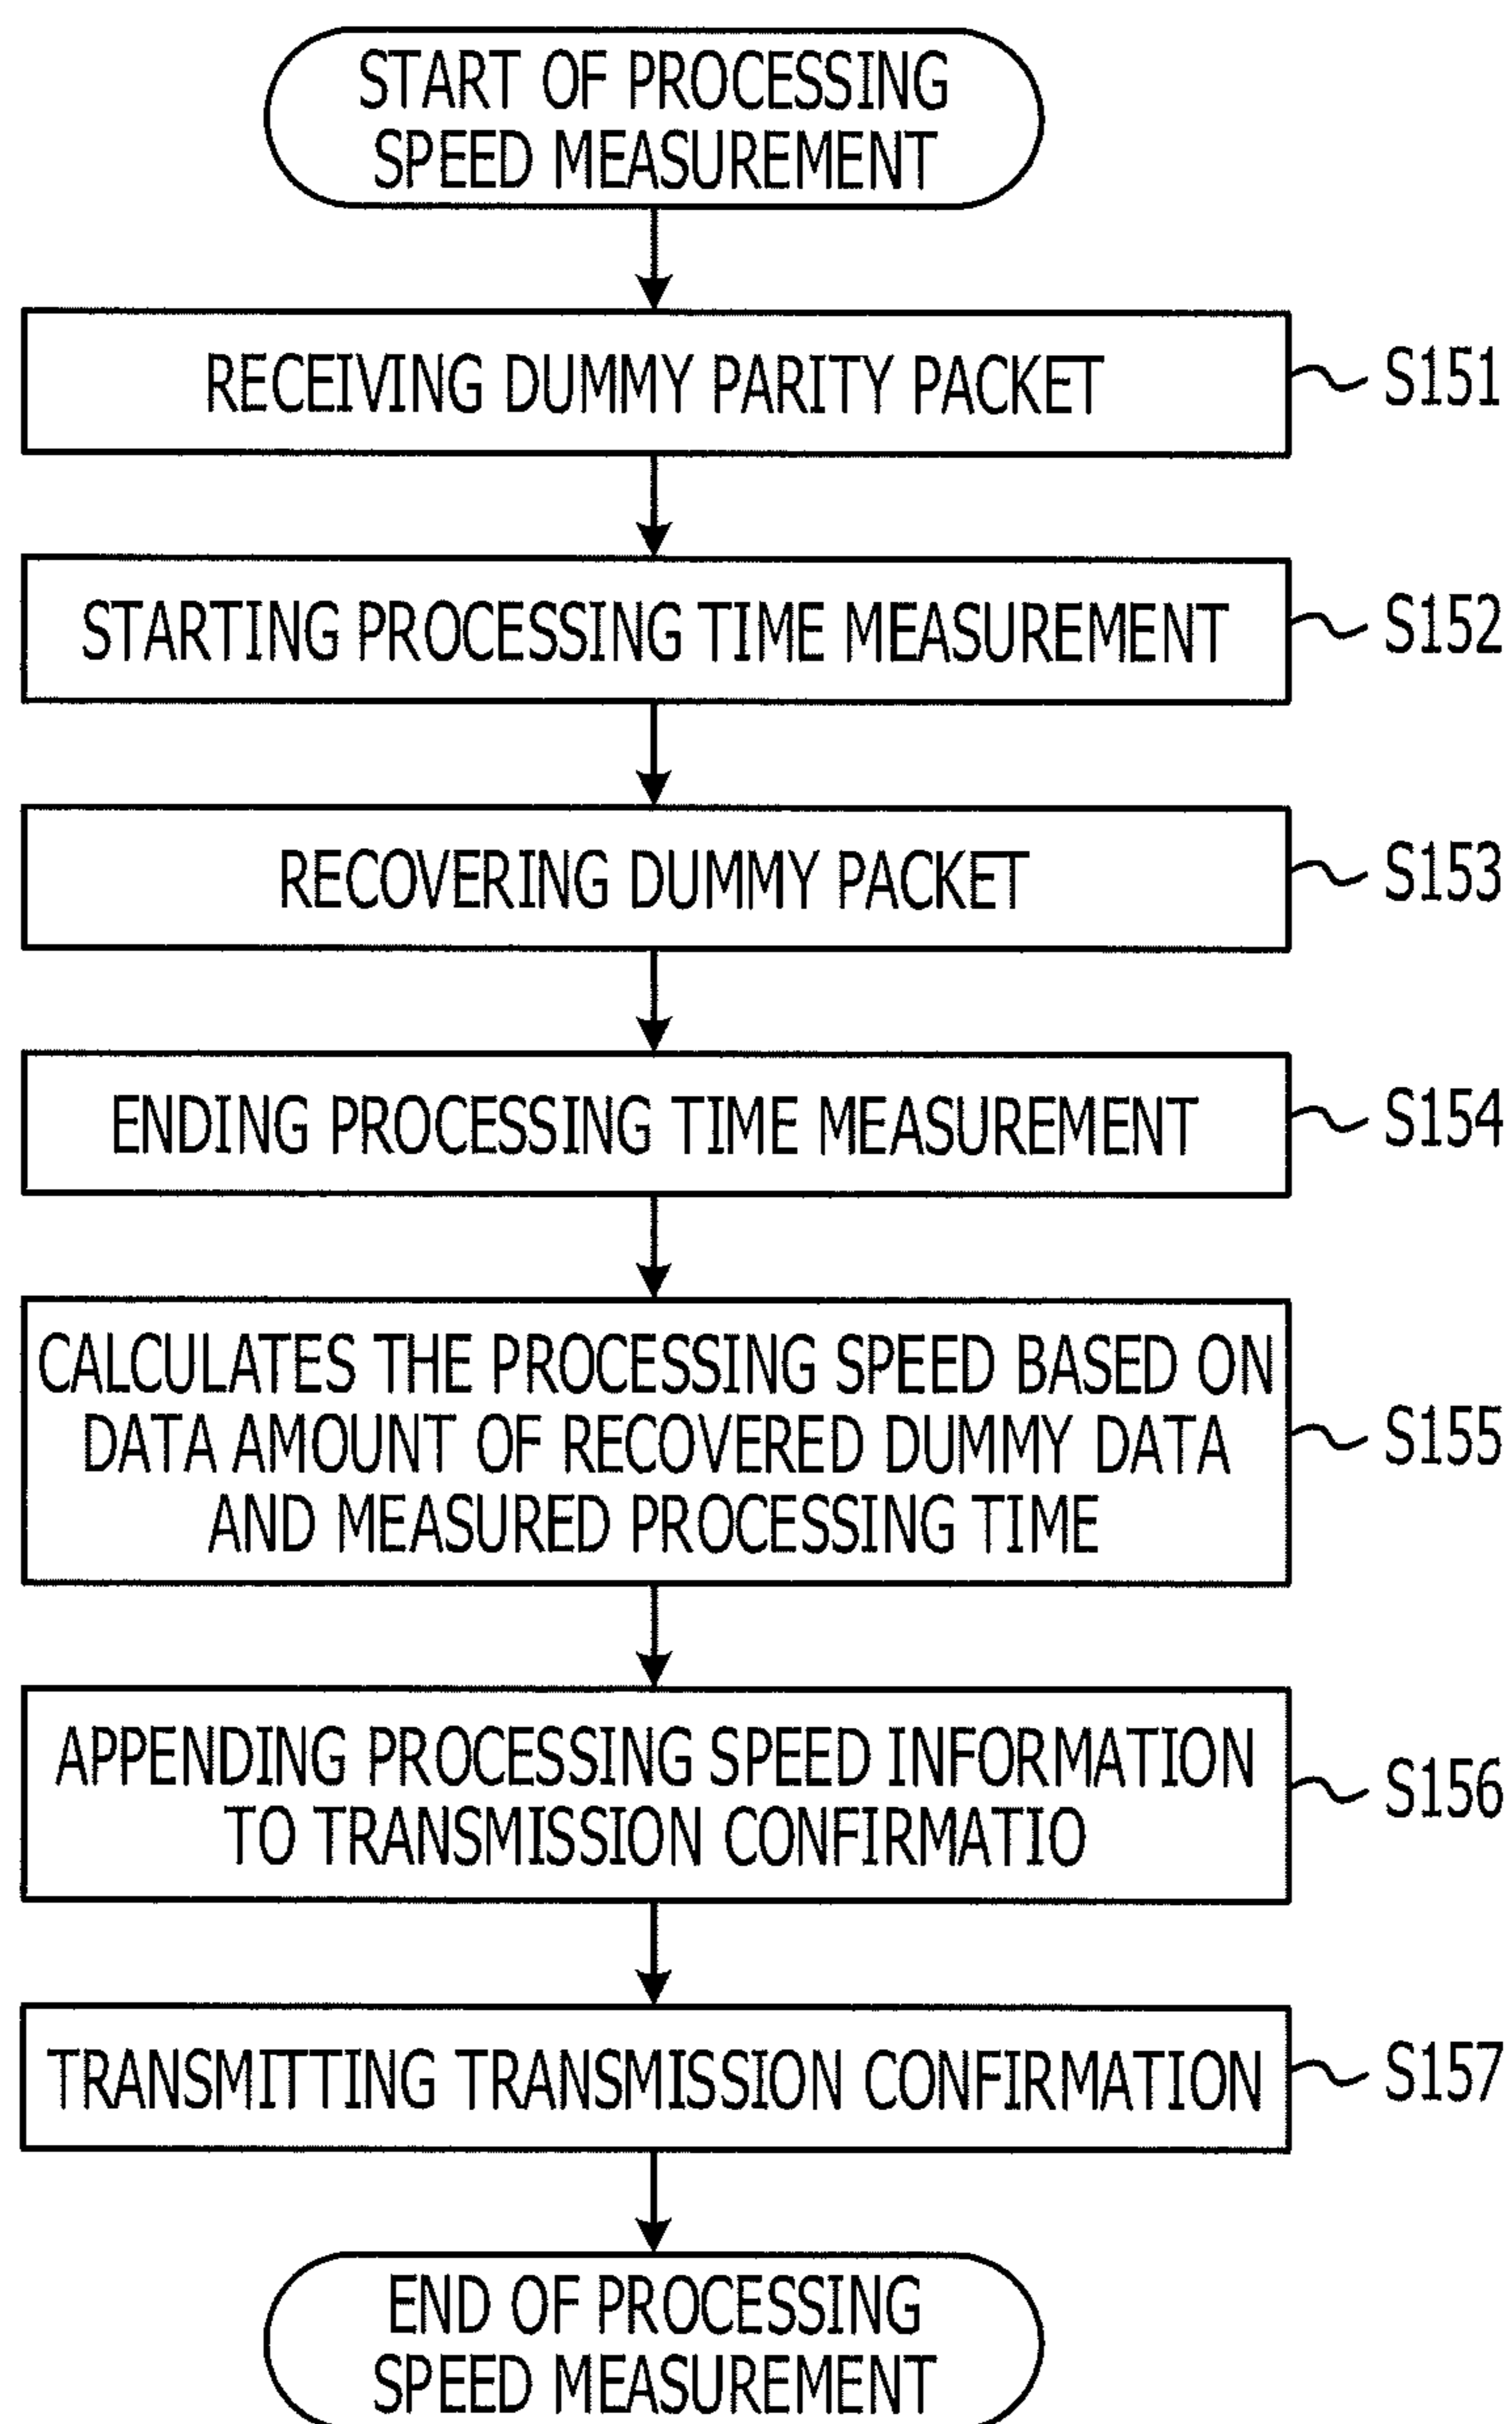 START OF PROCESSING
SPEED MEASUREMENT
RECEIVING DUMMY PARITY PACKET
S151
STARTING PROCESSING TIME MEASUREMENT
S152
RECOVERING DUMMY PACKET
S153
ENDING PROCESSING TIME MEASUREMENT
S154
CALCULATES THE PROCESSING SPEED BASED ON
DATA AMOUNT OF RECOVERED DUMMY DATA
AND MEASURED PROCESSING TIME
S155
APPENDING PROCESSING SPEED INFORMATION
TO TRANSMISSION CONFIRMATIO
S156
TRANSMITTING TRANSMISSION CONFIRMATION
S157
END OF PROCESSING
SPEED MEASUREMENT